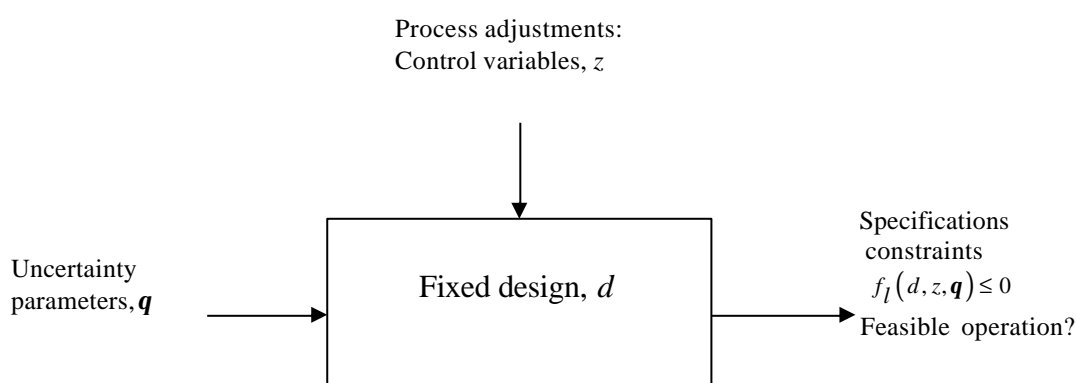 Process adjustments:
Control variables, z
Uncertainty
parameters, q
Fixed design, d
Specifications
constraints
f_l(d, z, q) ≤ 0
Feasible operation?